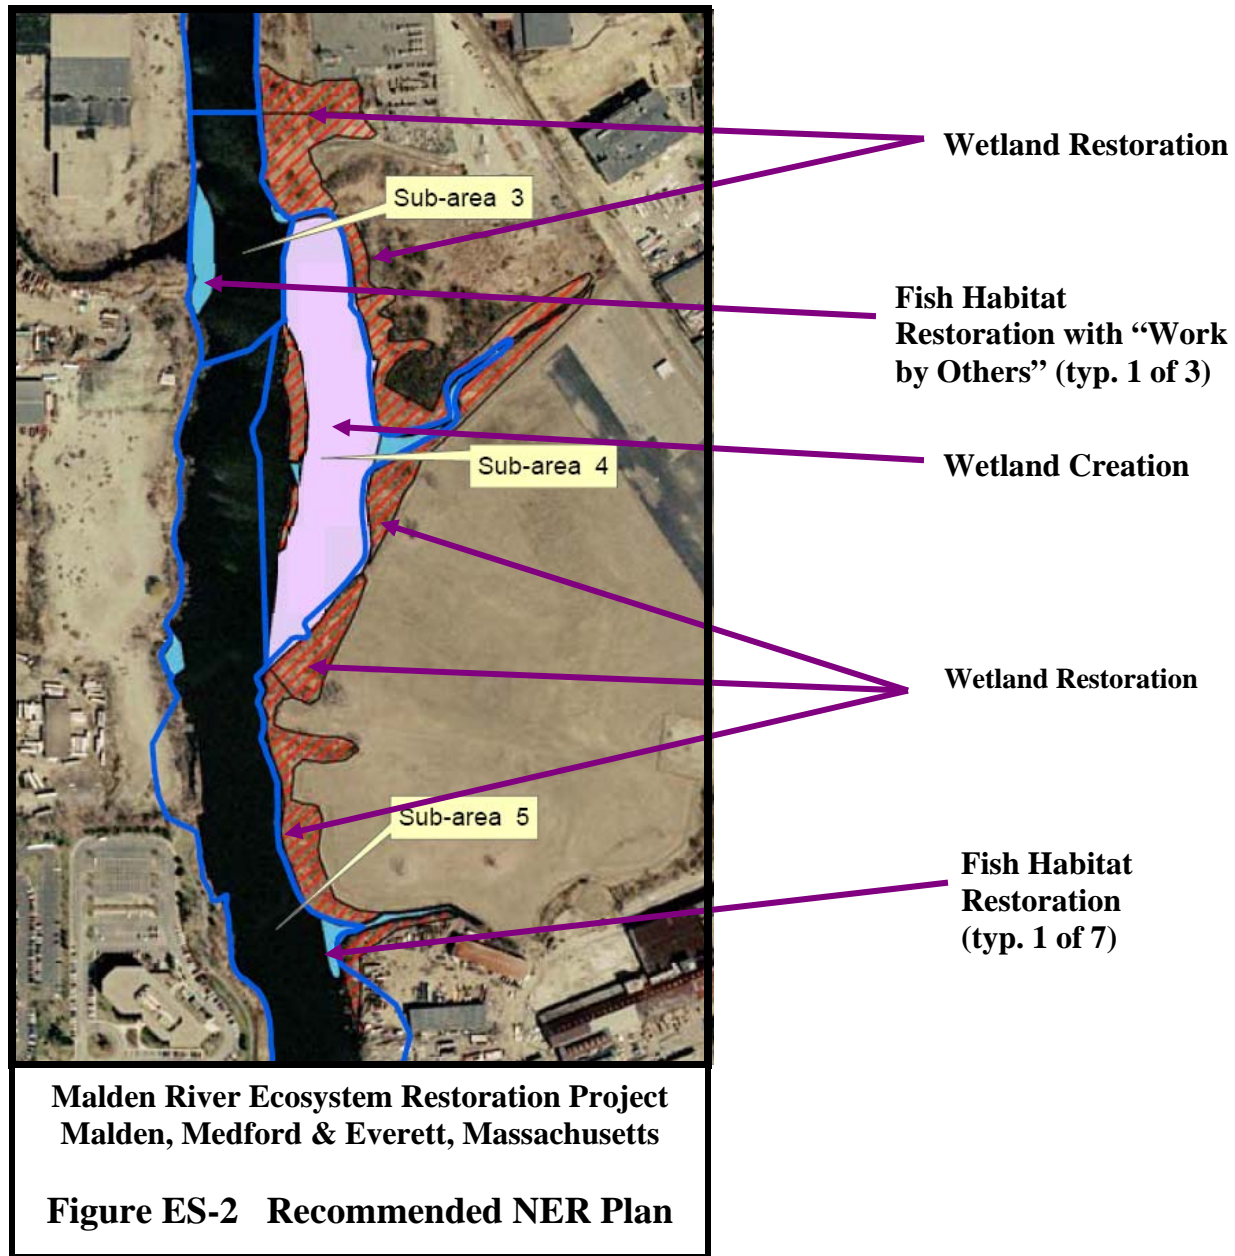 Wetland Restoration
Sub-area 3
Fish Habitat
Restoration with “Work
by Others” (typ. 1 of 3)
Wetland Creation
Sub-area 4
Wetland Restoration
Sub-area 5
Fish Habitat
Restoration
(typ. 1 of 7)
Malden River Ecosystem Restoration Project
Malden, Medford & Everett, Massachusetts
Figure ES-2 Recommended NER Plan